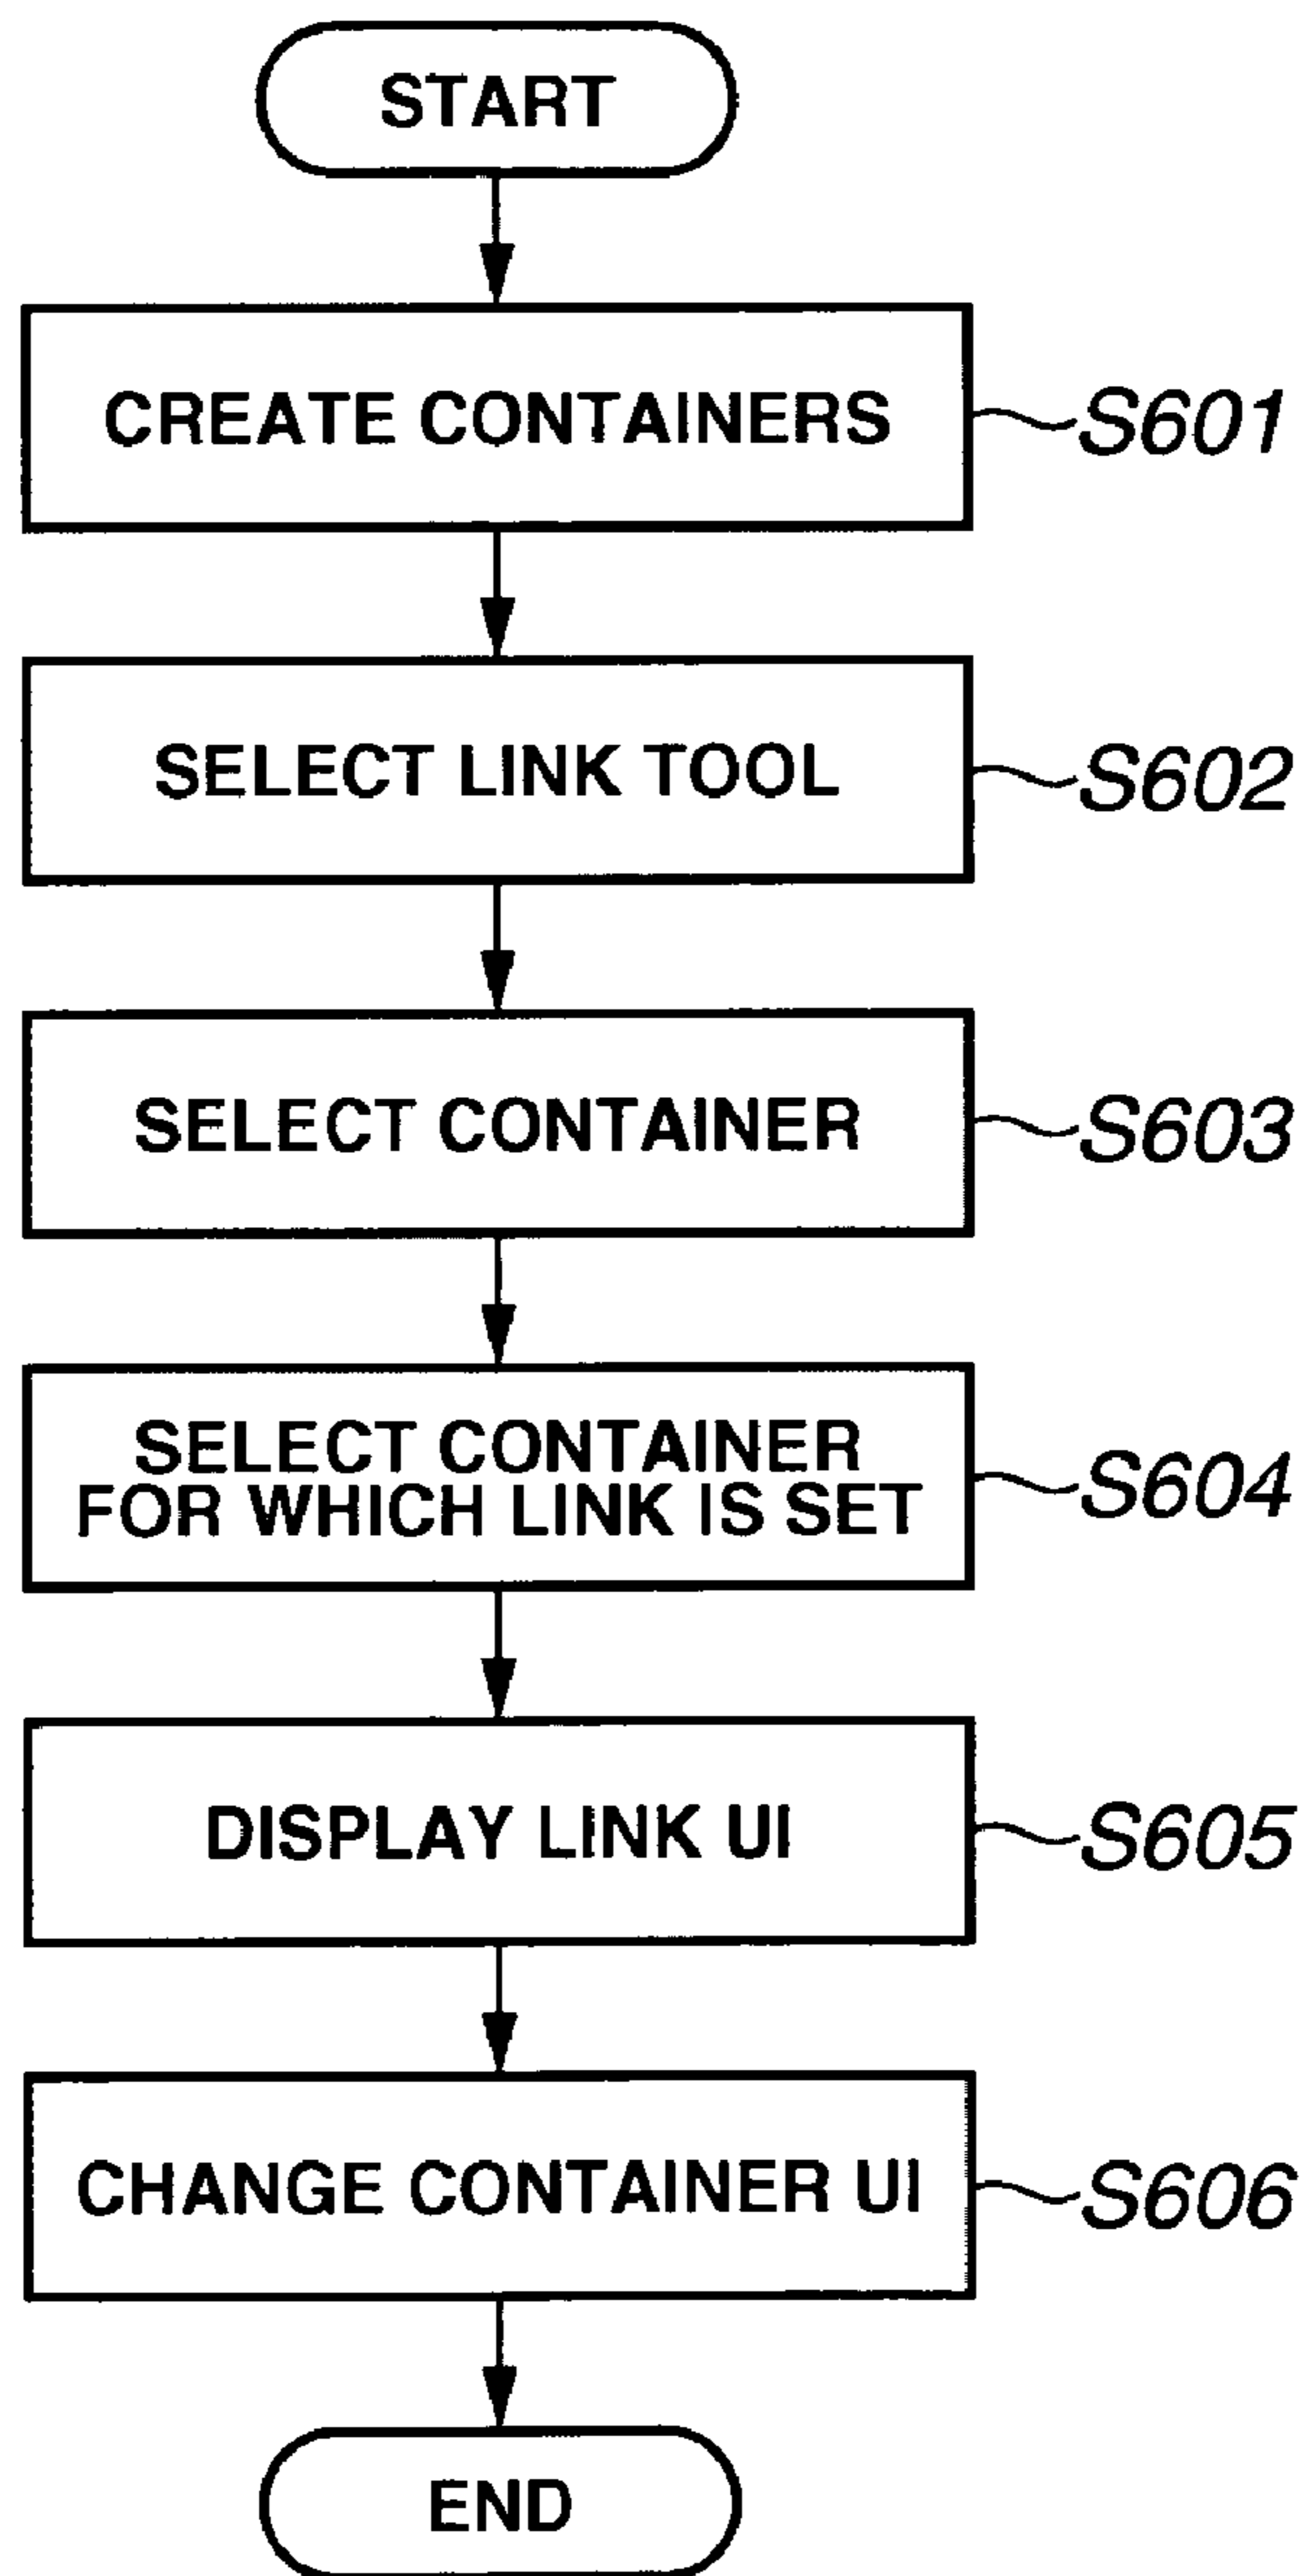 START
CREATE CONTAINERS
S601
SELECT LINK TOOL
S602
SELECT CONTAINER
S603
SELECT CONTAINER
FOR WHICH LINK IS SET
S604
DISPLAY LINK UI
S605
CHANGE CONTAINER UI
S606
END